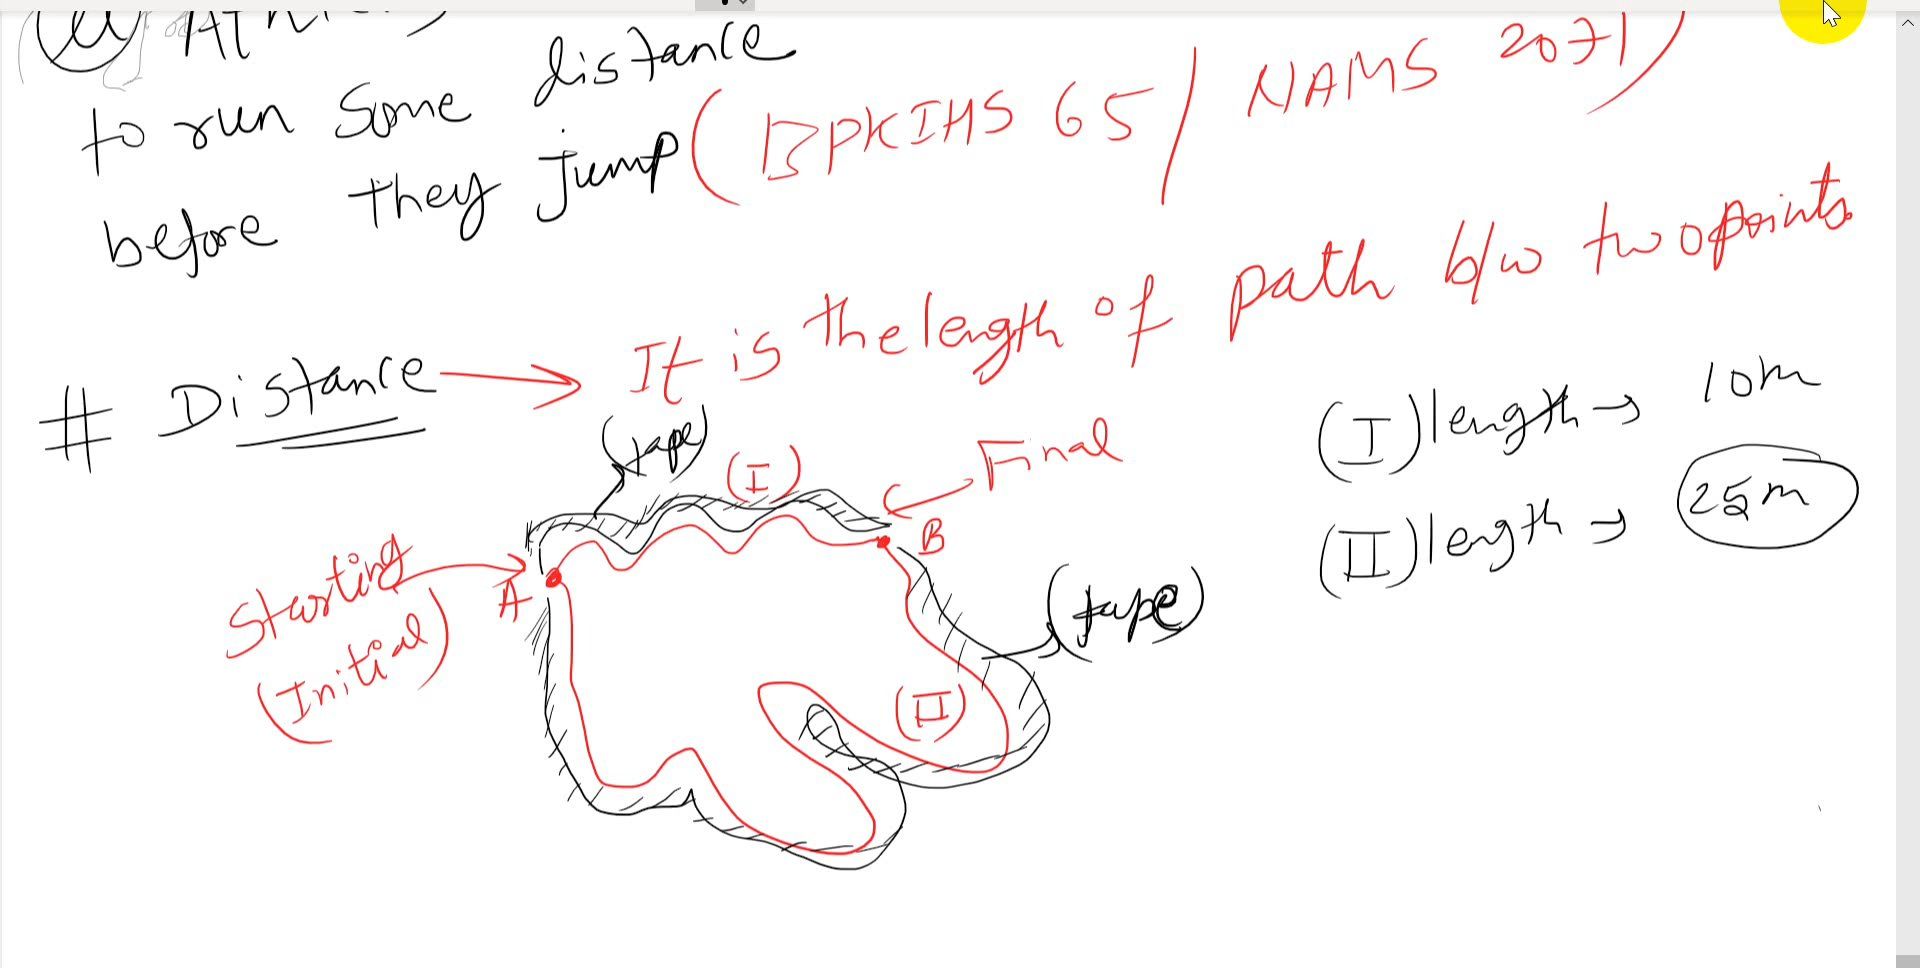 to run some distance
before they jump (BPKIHS 65 / NAMS 2071)
# Distance → It is the length of path b/w two points.
(I) length → 10m
(II) length → 25m
(tape)
(I)
Final
B
Starting
A
(Initial)
(tape)
(II)